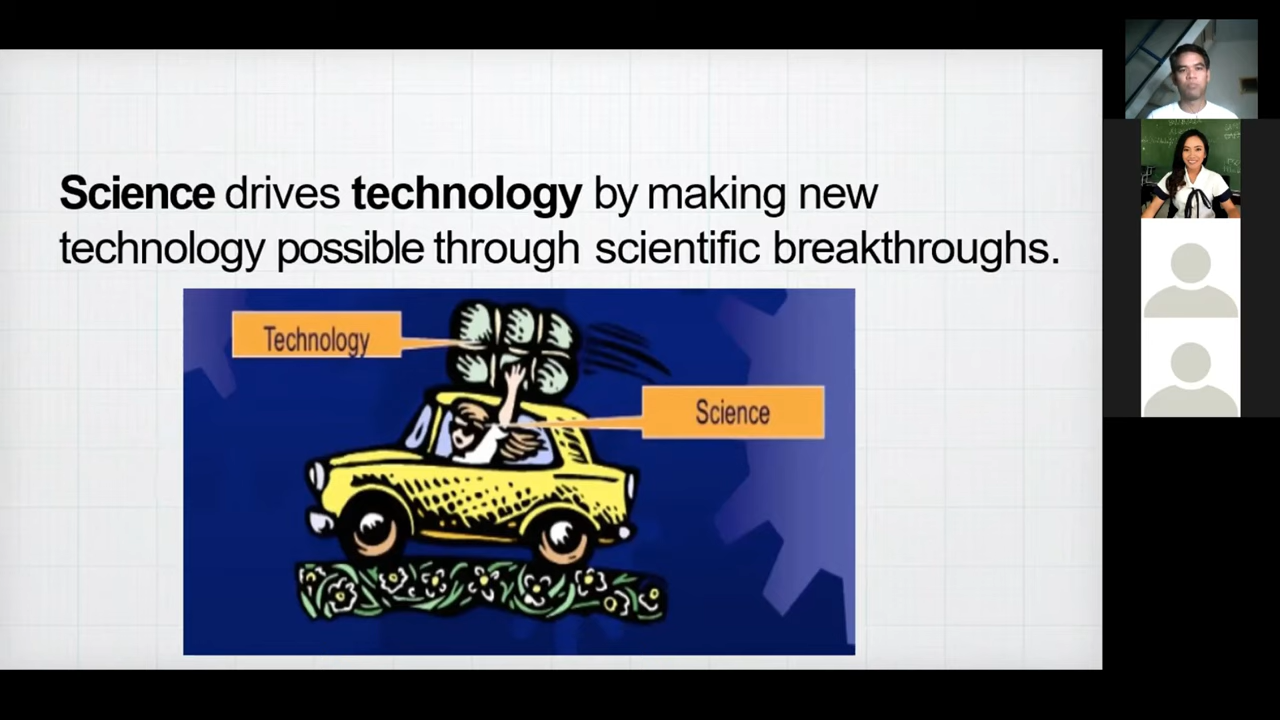 Science drives technology by making new
technology possible through scientific breakthroughs.
Technology
Science